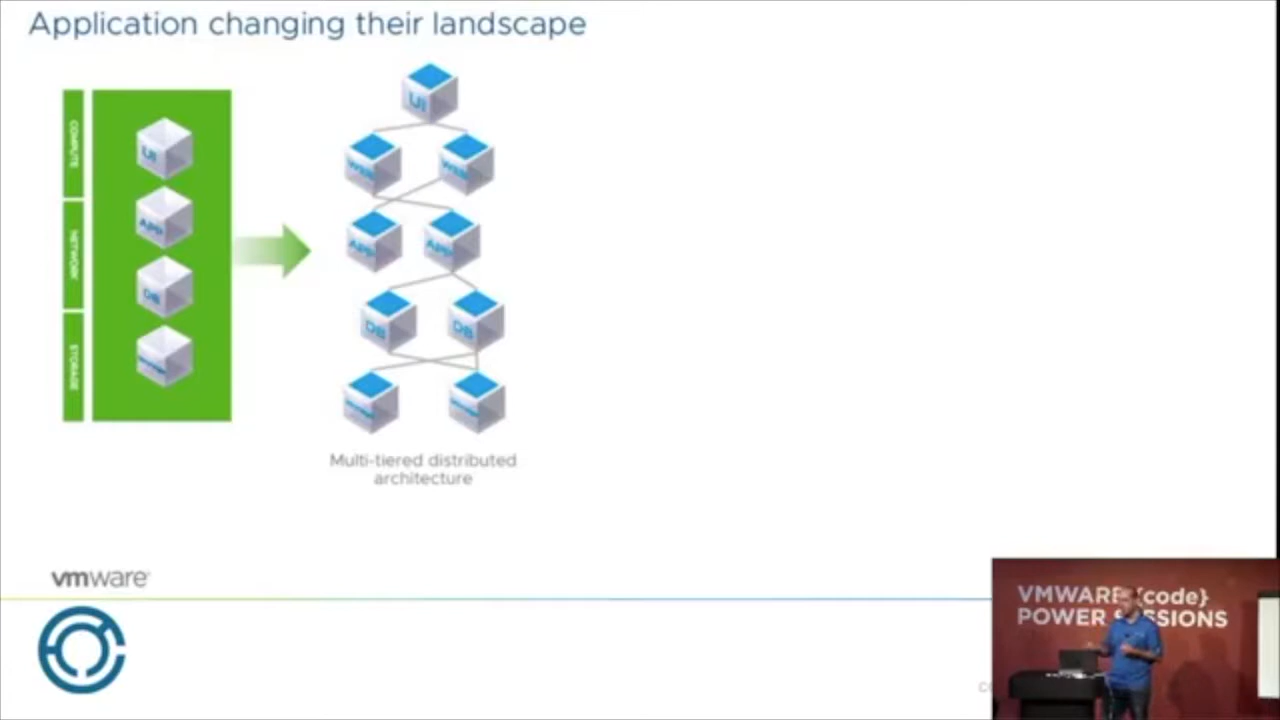 Application changing their landscape
COMPUTE
NETWORK
STORAGE
UI
APP
DB
UI
WEB
WEB
APP
APP
DB
DB
Multi-tiered distributed
architecture
vmware
VMWARE {code}
POWER SESSIONS